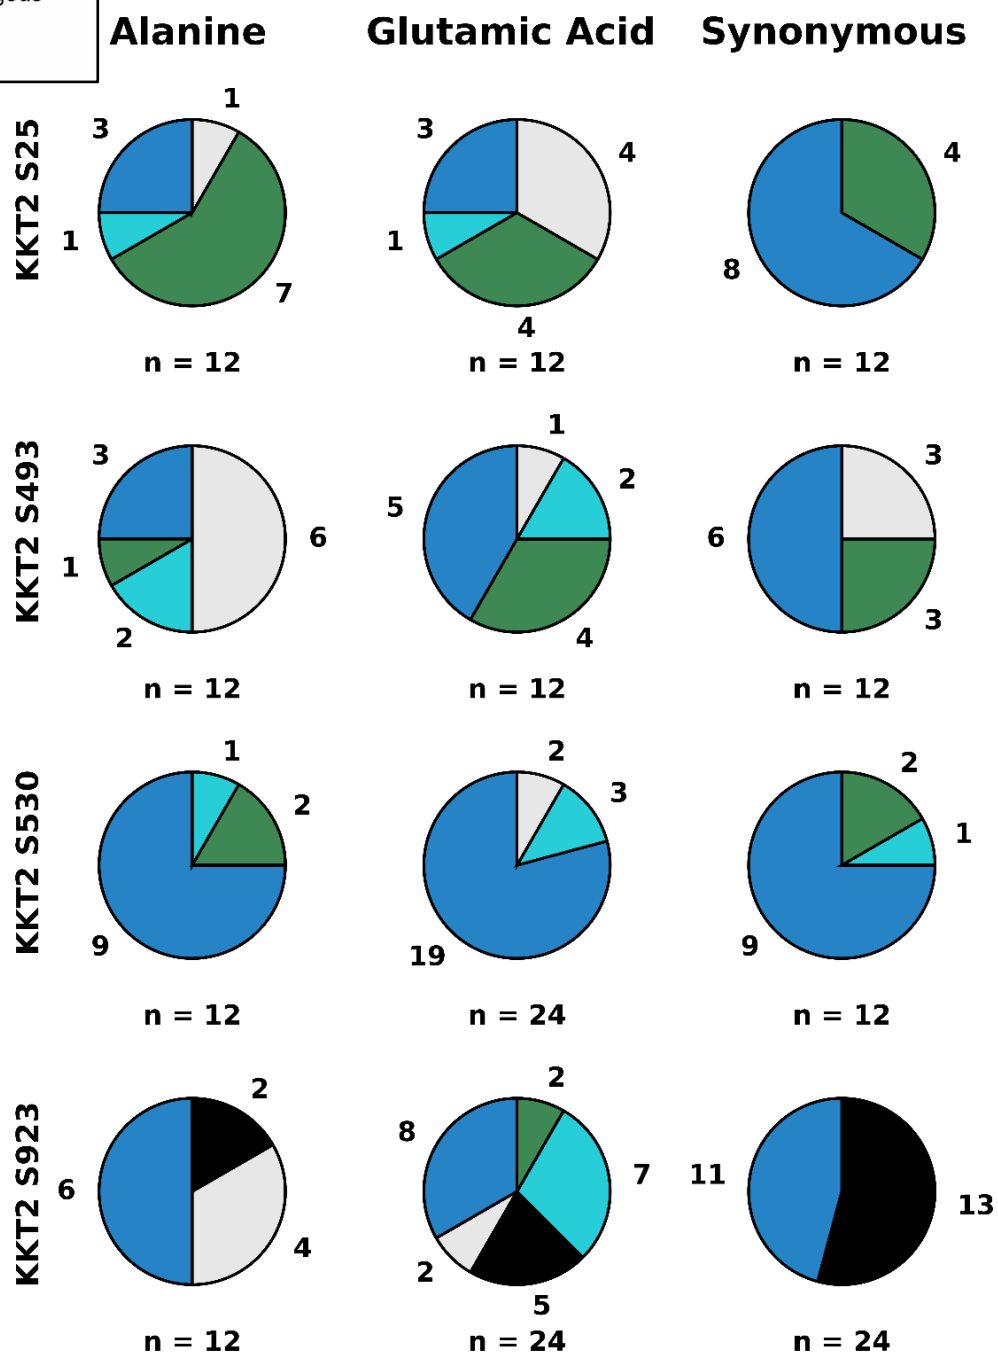 Alanine Glutamic Acid Synonymous
KKT2 S25
1
3
1
7
n = 12
4
3
1
4
n = 12
4
8
n = 12
KKT2 S493
3
6
1
2
n = 12
1
2
5
4
n = 12
3
6
3
n = 12
KKT2 S530
1
2
9
n = 12
2
3
19
n = 24
2
1
9
n = 12
KKT2 S923
2
6
4
n = 12
2
8
7
2
5
n = 24
11
13
n = 24